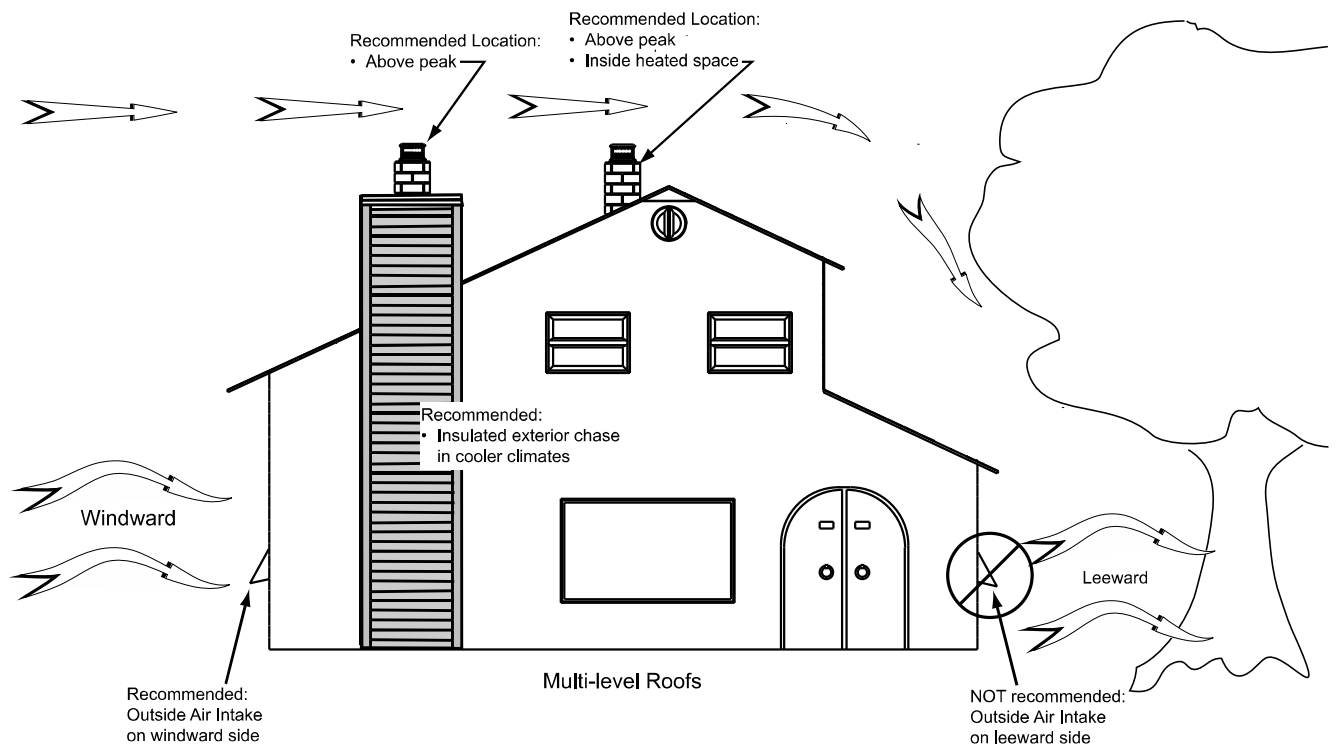 Recommended Location:
• Above peak
Recommended Location:
• Above peak
• Inside heated space
Recommended:
• Insulated exterior chase
in cooler climates
Windward
Leeward
Recommended:
Outside Air Intake
on windward side
Multi-level Roofs
NOT recommended:
Outside Air Intake
on leeward side